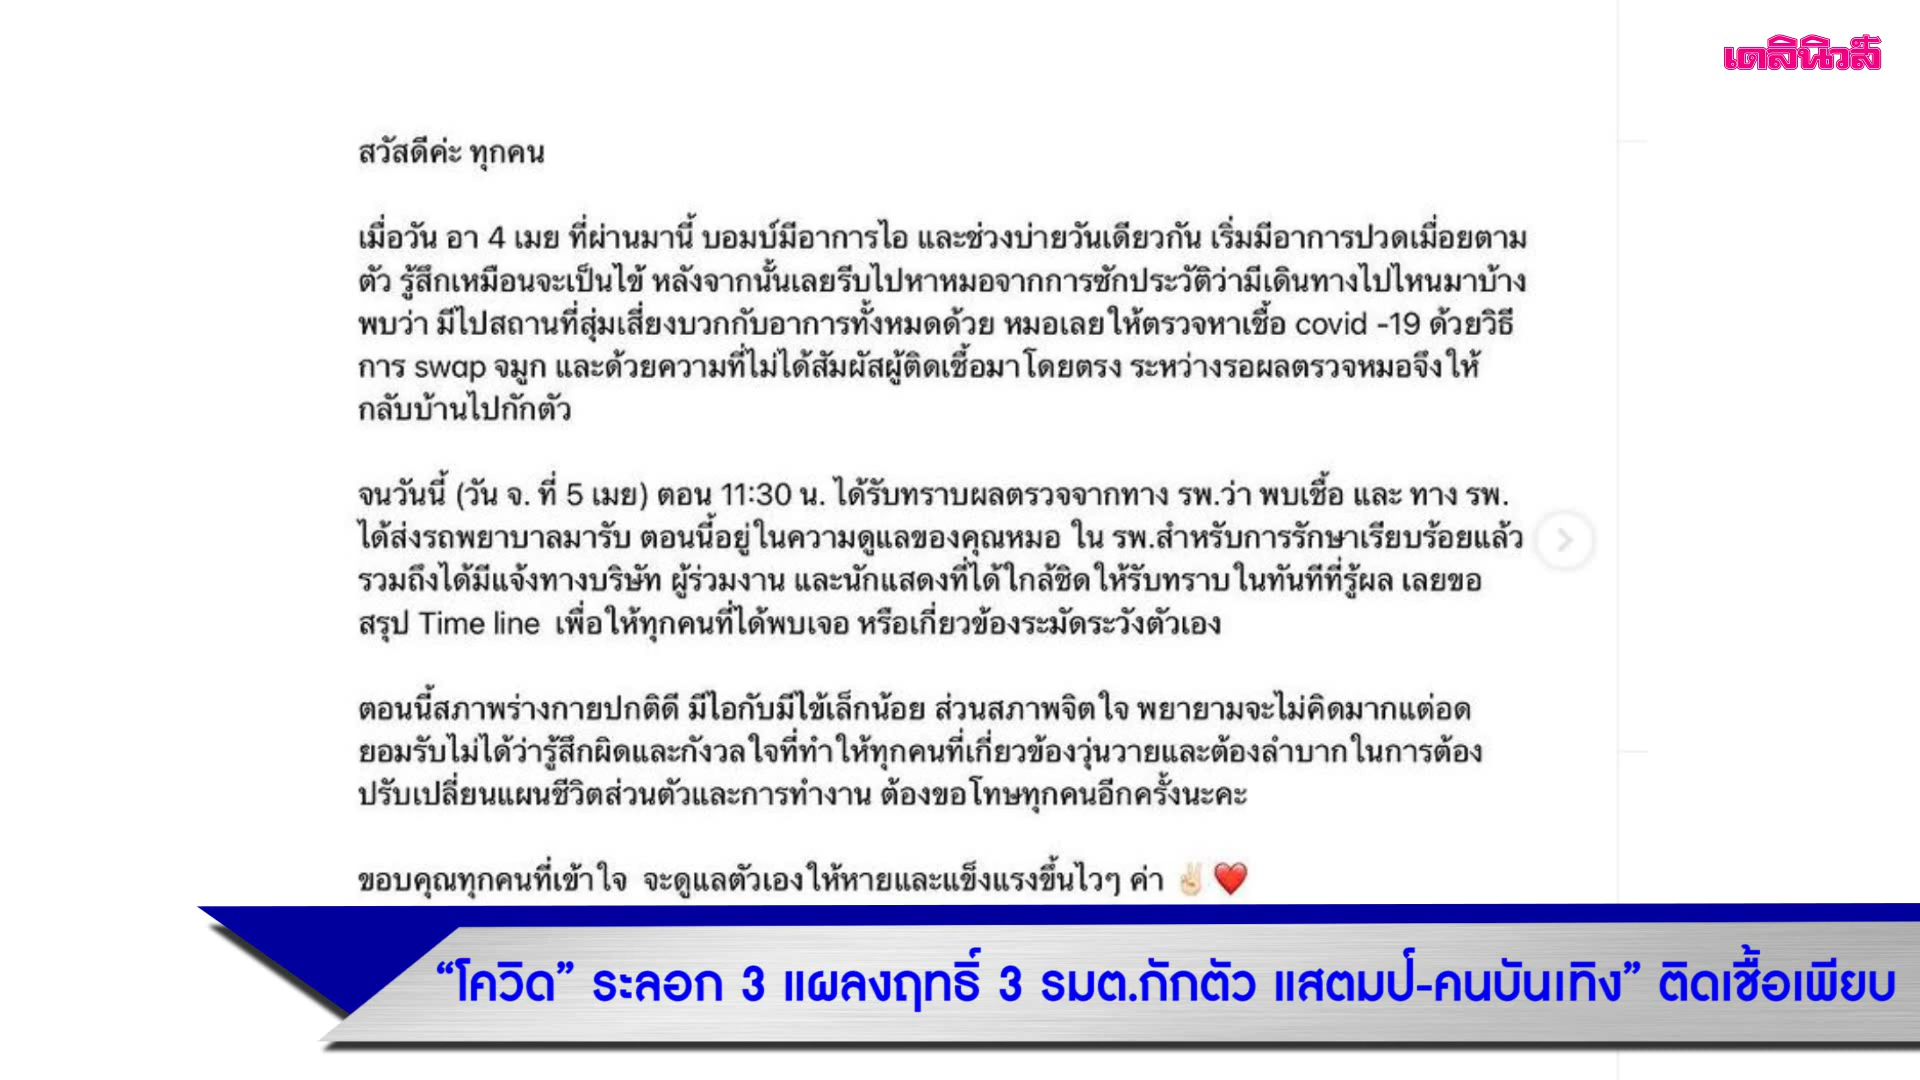 เดลินิวส์
สวัสดีค่ะ ทุกคน
เมื่อวัน อา 4 เมย ที่ผ่านมานี้ บอมบ์มีอาการไอ และช่วงบ่ายวันเดียวกัน เริ่มมีอาการปวดเมื่อยตาม
ตัว รู้สึกเหมือนจะเป็นไข้ หลังจากนั้นเลยรีบไปหาหมอจากการซักประวัติว่ามีเดินทางไปไหนมาบ้าง
พบว่า มีไปสถานที่สุ่มเสี่ยงบวกกับอาการทั้งหมดด้วย หมอเลยให้ตรวจหาเชื้อ covid -19 ด้วยวิธี
การ swap จมูก และด้วยความที่ไม่ได้สัมผัสผู้ติดเชื้อมาโดยตรง ระหว่างรอผลตรวจหมอจึงให้
กลับบ้านไปกักตัว
จนวันนี้ (วัน จ. ที่ 5 เมย) ตอน 11:30 น. ได้รับทราบผลตรวจจากทาง รพ.ว่า พบเชื้อ และ ทาง รพ.
ได้ส่งรถพยาบาลมารับ ตอนนี้อยู่ในความดูแลของคุณหมอ ใน รพ.สำหรับการรักษาเรียบร้อยแล้ว
รวมถึงได้มีแจ้งทางบริษัท ผู้ร่วมงาน และนักแสดงที่ได้ใกล้ชิดให้รับทราบในทันทีที่รู้ผล เลยขอ
สรุป Time line เพื่อให้ทุกคนที่ได้พบเจอ หรือเกี่ยวข้องระมัดระวังตัวเอง
ตอนนี้สภาพร่างกายปกติดี มีไอกับมีไข้เล็กน้อย ส่วนสภาพจิตใจ พยายามจะไม่คิดมากแต่อด
ยอมรับไม่ได้ว่ารู้สึกผิดและกังวลใจที่ทำให้ทุกคนที่เกี่ยวข้องวุ่นวายและต้องลำบากในการต้อง
ปรับเปลี่ยนแผนชีวิตส่วนตัวและการทำงาน ต้องขอโทษทุกคนอีกครั้งนะคะ
ขอบคุณทุกคนที่เข้าใจ จะดูแลตัวเองให้หายและแข็งแรงขึ้นไวๆ ค่า ✌🏻❤️
“โควิด” ระลอก 3 แผลงฤทธิ์ 3 รมต.กักตัว แสตมป์-คนบันเทิง” ติดเชื้อเพียบ